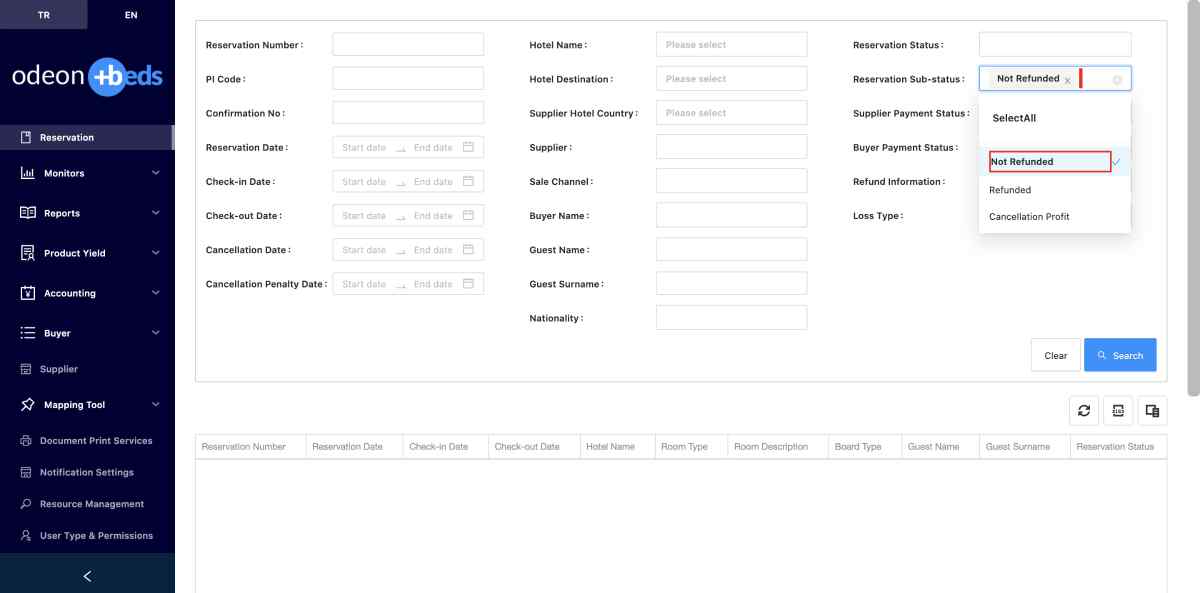 TR
EN
odeon +beds
Reservation
Monitors
Reports
Product Yield
Accounting
Buyer
Supplier
Mapping Tool
Document Print Services
Notification Settings
Resource Management
User Type & Permissions
Reservation Number :
PI Code :
Confirmation No :
Reservation Date : Start date End date
Check-in Date : Start date End date
Check-out Date : Start date End date
Cancellation Date : Start date End date
Cancellation Penalty Date : Start date End date
Hotel Name : Please select
Hotel Destination : Please select
Supplier Hotel Country : Please select
Supplier :
Sale Channel :
Buyer Name :
Guest Name :
Guest Surname :
Nationality :
Reservation Status :
Reservation Sub-status : Not Refunded
Supplier Payment Status :
Buyer Payment Status :
Refund Information :
Loss Type :
SelectAll
Not Refunded
Refunded
Cancellation Profit
Clear
Search
Reservation Number Reservation Date Check-in Date Check-out Date Hotel Name Room Type Room Description Board Type Guest Name Guest Surname Reservation Status